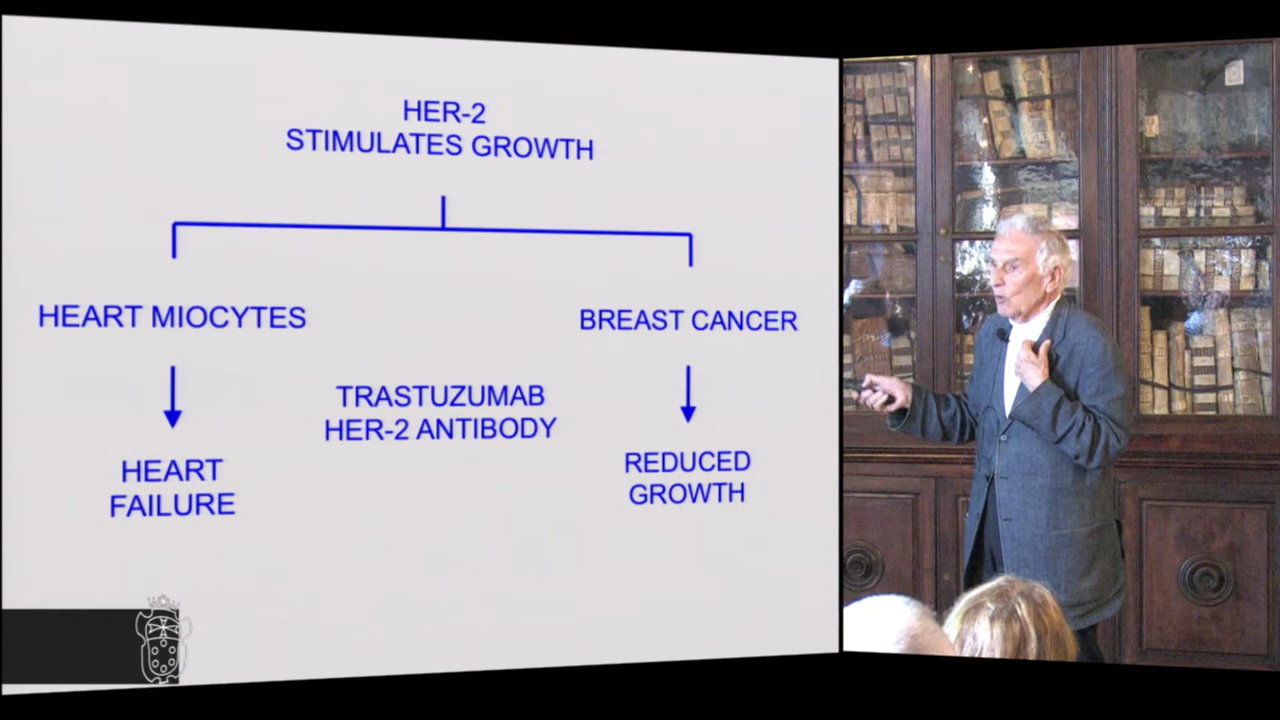 HER-2
STIMULATES GROWTH
HEART MIOCYTES
BREAST CANCER
TRASTUZUMAB
HER-2 ANTIBODY
HEART
FAILURE
REDUCED
GROWTH